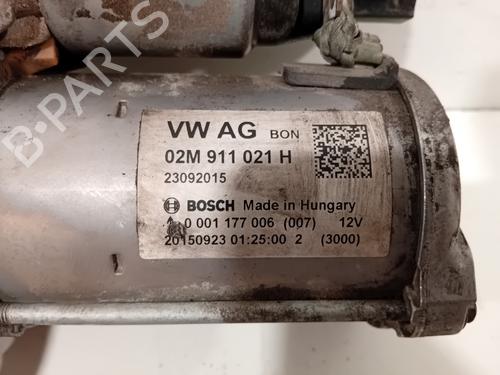 VW AG BON
02M 911 021 H
23092015
BOSCH Made in Hungary
0 001 177 006 (007) 12V
20150923 01:25:00 2 (3000)
B-PARTS